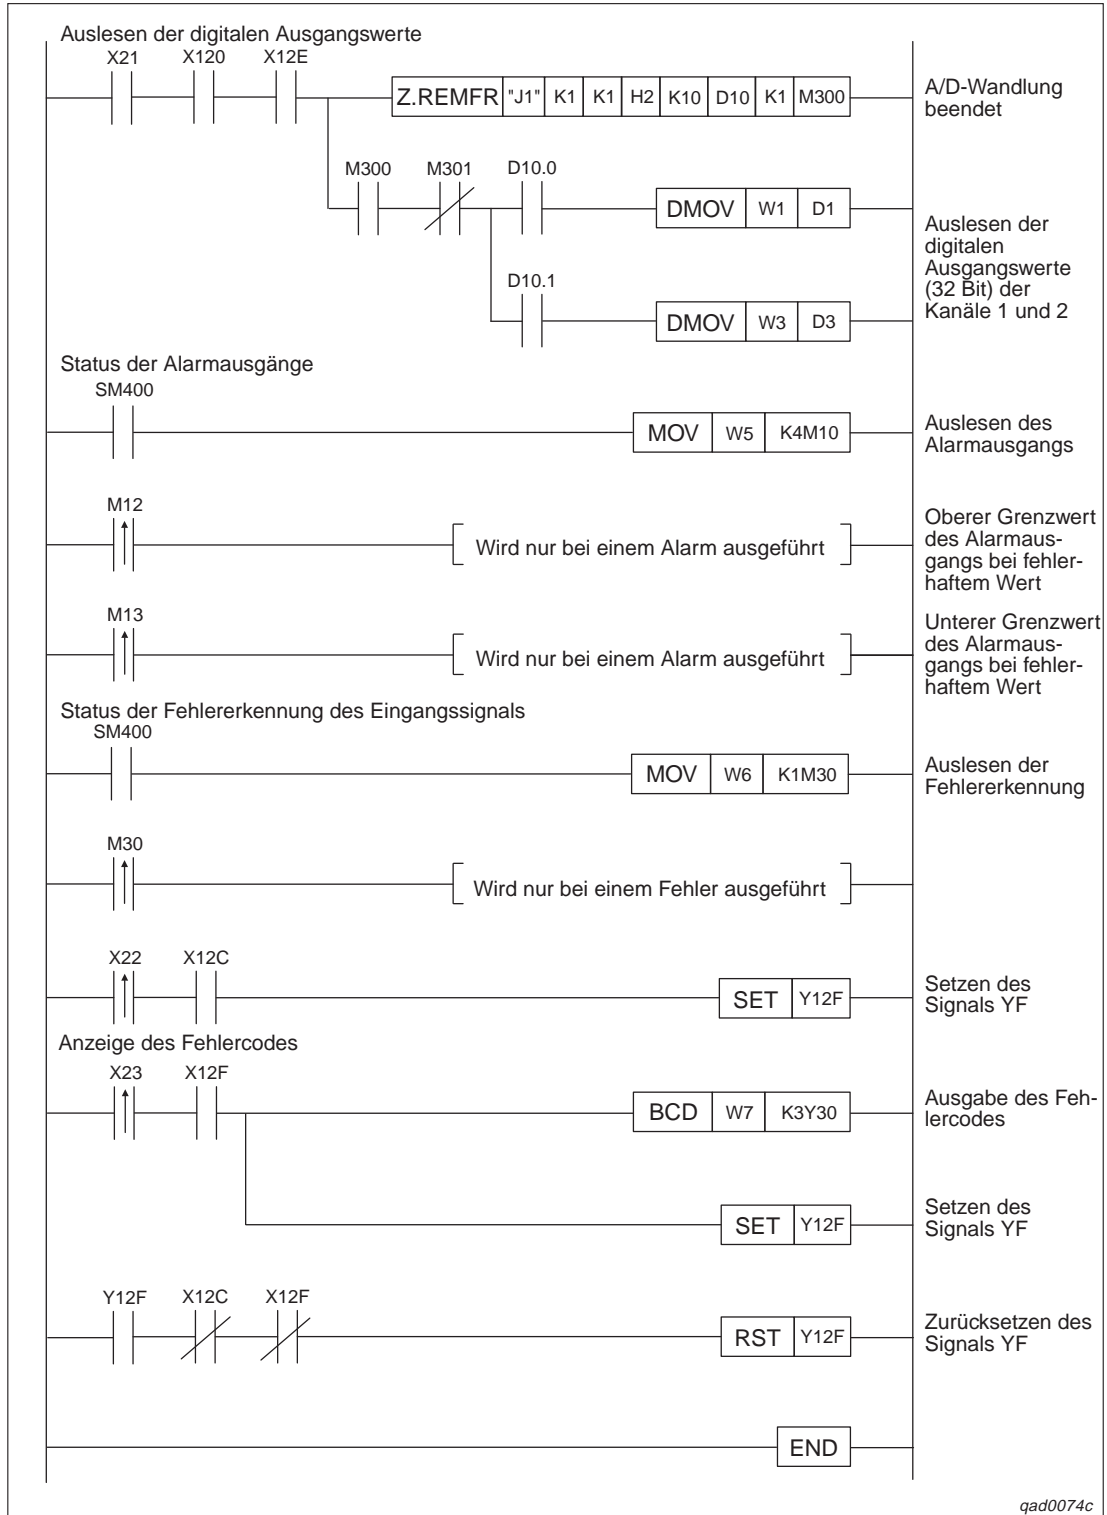 Auslesen der digitalen Ausgangswerte
X21 X120 X12E
Z.REMFR "J1" K1 K1 H2 K10 D10 K1 M300
A/D-Wandlung
beendet
M300 M301 D10.0
DMOV W1 D1
D10.1
DMOV W3 D3
Auslesen der
digitalen
Ausgangswerte
(32 Bit) der
Kanäle 1 und 2
Status der Alarmausgänge
SM400
MOV W5 K4M10
Auslesen des
Alarmausgangs
M12
Wird nur bei einem Alarm ausgeführt
Oberer Grenzwert
des Alarmaus-
gangs bei fehler-
haftem Wert
M13
Wird nur bei einem Alarm ausgeführt
Unterer Grenzwert
des Alarmaus-
gangs bei fehler-
haftem Wert
Status der Fehlererkennung des Eingangssignals
SM400
MOV W6 K1M30
Auslesen der
Fehlererkennung
M30
Wird nur bei einem Fehler ausgeführt
X22 X12C
SET Y12F
Setzen des
Signals YF
Anzeige des Fehlercodes
X23 X12F
BCD W7 K3Y30
Ausgabe des Feh-
lercodes
SET Y12F
Setzen des
Signals YF
Y12F X12C X12F
RST Y12F
Zurücksetzen des
Signals YF
END
qad0074c